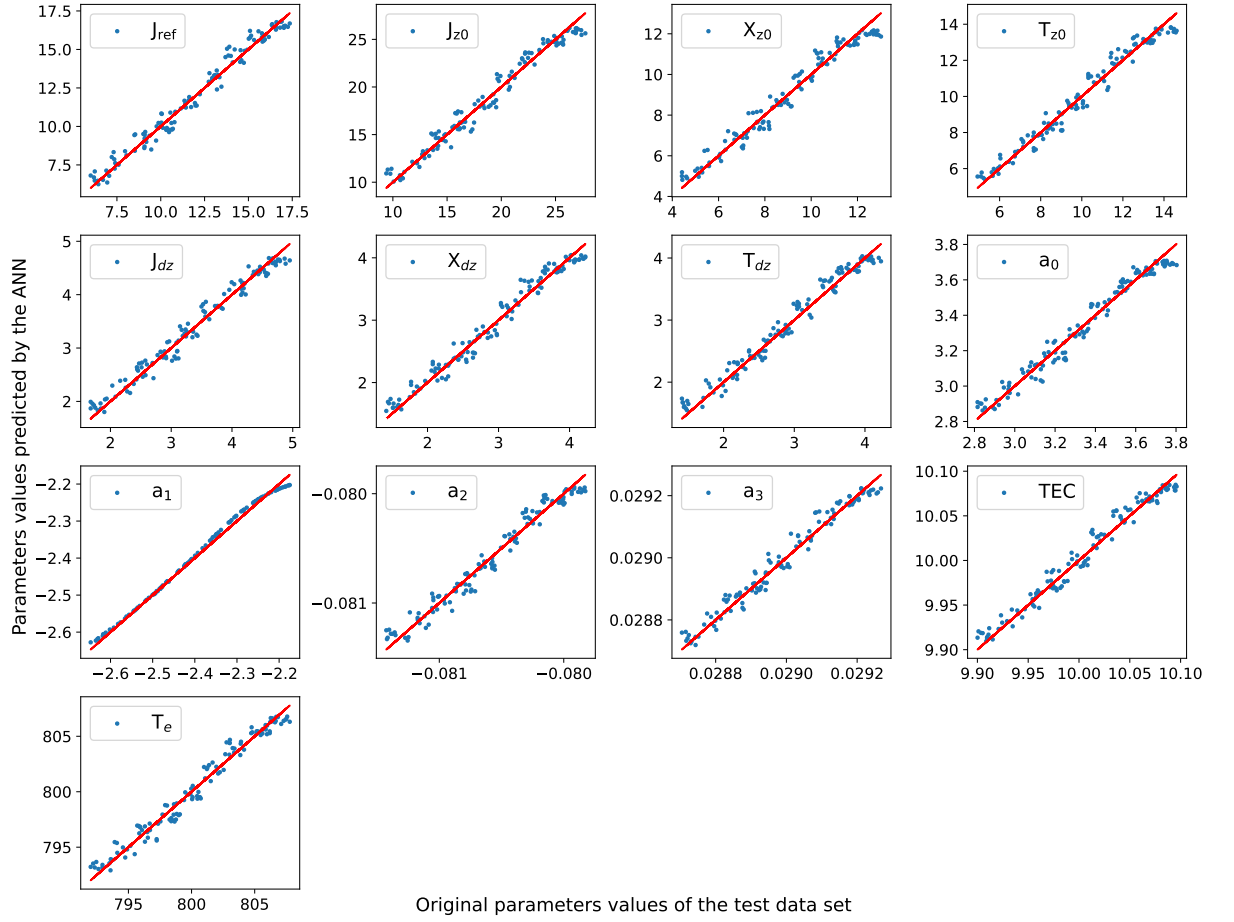 Parameters values predicted by the ANN
J_ref
17.5
15.0
12.5
10.0
7.5
7.5 10.0 12.5 15.0 17.5
J_z0
25
20
15
10
10 15 20 25
X_z0
12
10
8
6
4
4 6 8 10 12
T_z0
14
12
10
8
6
6 8 10 12 14
J_dz
5
4
3
2
2 3 4 5
X_dz
4
3
2
2 3 4
T_dz
4
3
2
2 3 4
a_0
3.8
3.6
3.4
3.2
3.0
2.8
2.8 3.0 3.2 3.4 3.6 3.8
a_1
−2.2
−2.3
−2.4
−2.5
−2.6
−2.6 −2.5 −2.4 −2.3 −2.2
a_2
−0.080
−0.081
−0.081 −0.080
a_3
0.0292
0.0290
0.0288
0.0288 0.0290 0.0292
TEC
10.10
10.05
10.00
9.95
9.90
9.90 9.95 10.00 10.05 10.10
T_e
805
800
795
795 800 805
Original parameters values of the test data set